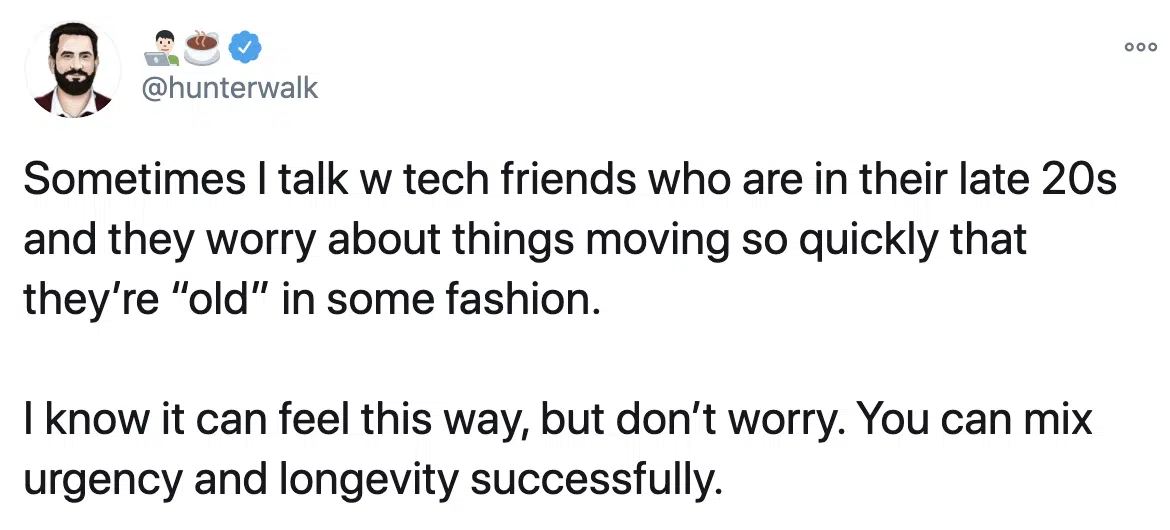 @hunterwalk
Sometimes I talk w tech friends who are in their late 20s
and they worry about things moving so quickly that
they’re “old” in some fashion.
I know it can feel this way, but don’t worry. You can mix
urgency and longevity successfully.